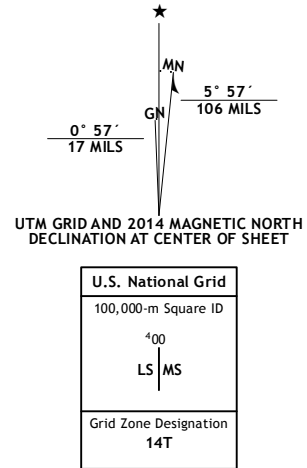 ★
MN
5° 57´
106 MILS
GN
0° 57´
17 MILS
UTM GRID AND 2014 MAGNETIC NORTH
DECLINATION AT CENTER OF SHEET
U.S. National Grid
100,000-m Square ID
⁴00
LS MS
Grid Zone Designation
14T